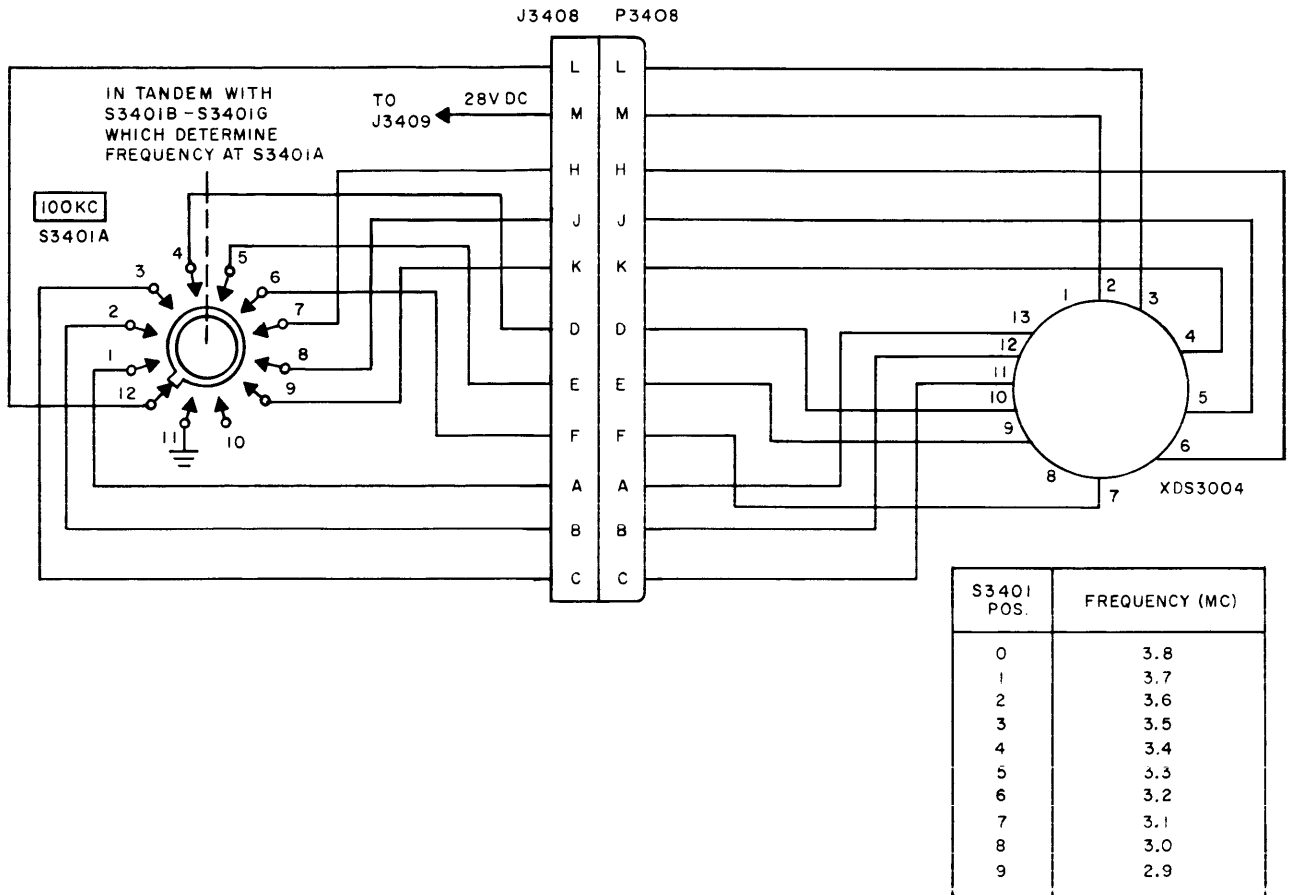 J3408 P3408
IN TANDEM WITH
S3401B-S3401G
WHICH DETERMINE
FREQUENCY AT S3401A
TO
J3409
28V DC
100KC
S3401A
1
2
3
4
5
6
7
8
9
10
11
12
L L
M M
H H
J J
K K
D D
E E
F F
A A
B B
C C
1
2
3
4
5
6
7
8
9
10
11
12
13
XDS3004
S3401 POS. FREQUENCY (MC)
0 3.8
1 3.7
2 3.6
3 3.5
4 3.4
5 3.3
6 3.2
7 3.1
8 3.0
9 2.9